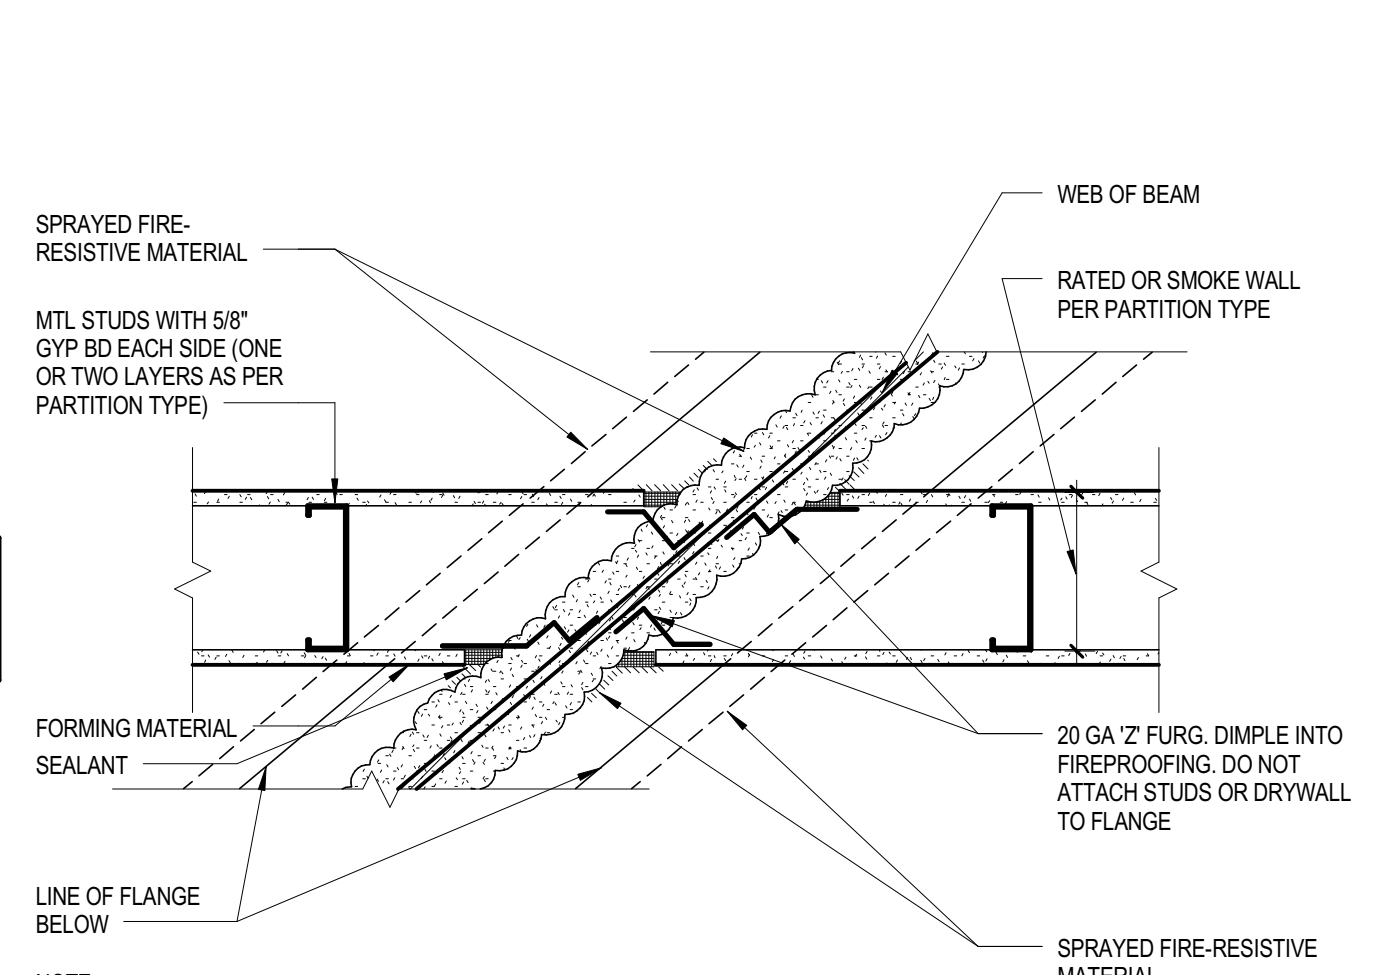 SPRAYED FIRE-
RESISTIVE MATERIAL
MTL STUDS WITH 5/8"
GYP BD EACH SIDE (ONE
OR TWO LAYERS AS PER
PARTITION TYPE)
FORMING MATERIAL
SEALANT
LINE OF FLANGE
BELOW
WEB OF BEAM
RATED OR SMOKE WALL
PER PARTITION TYPE
20 GA 'Z' FURG. DIMPLE INTO
FIREPROOFING. DO NOT
ATTACH STUDS OR DRYWALL
TO FLANGE
SPRAYED FIRE-RESISTIVE
MATERIAL